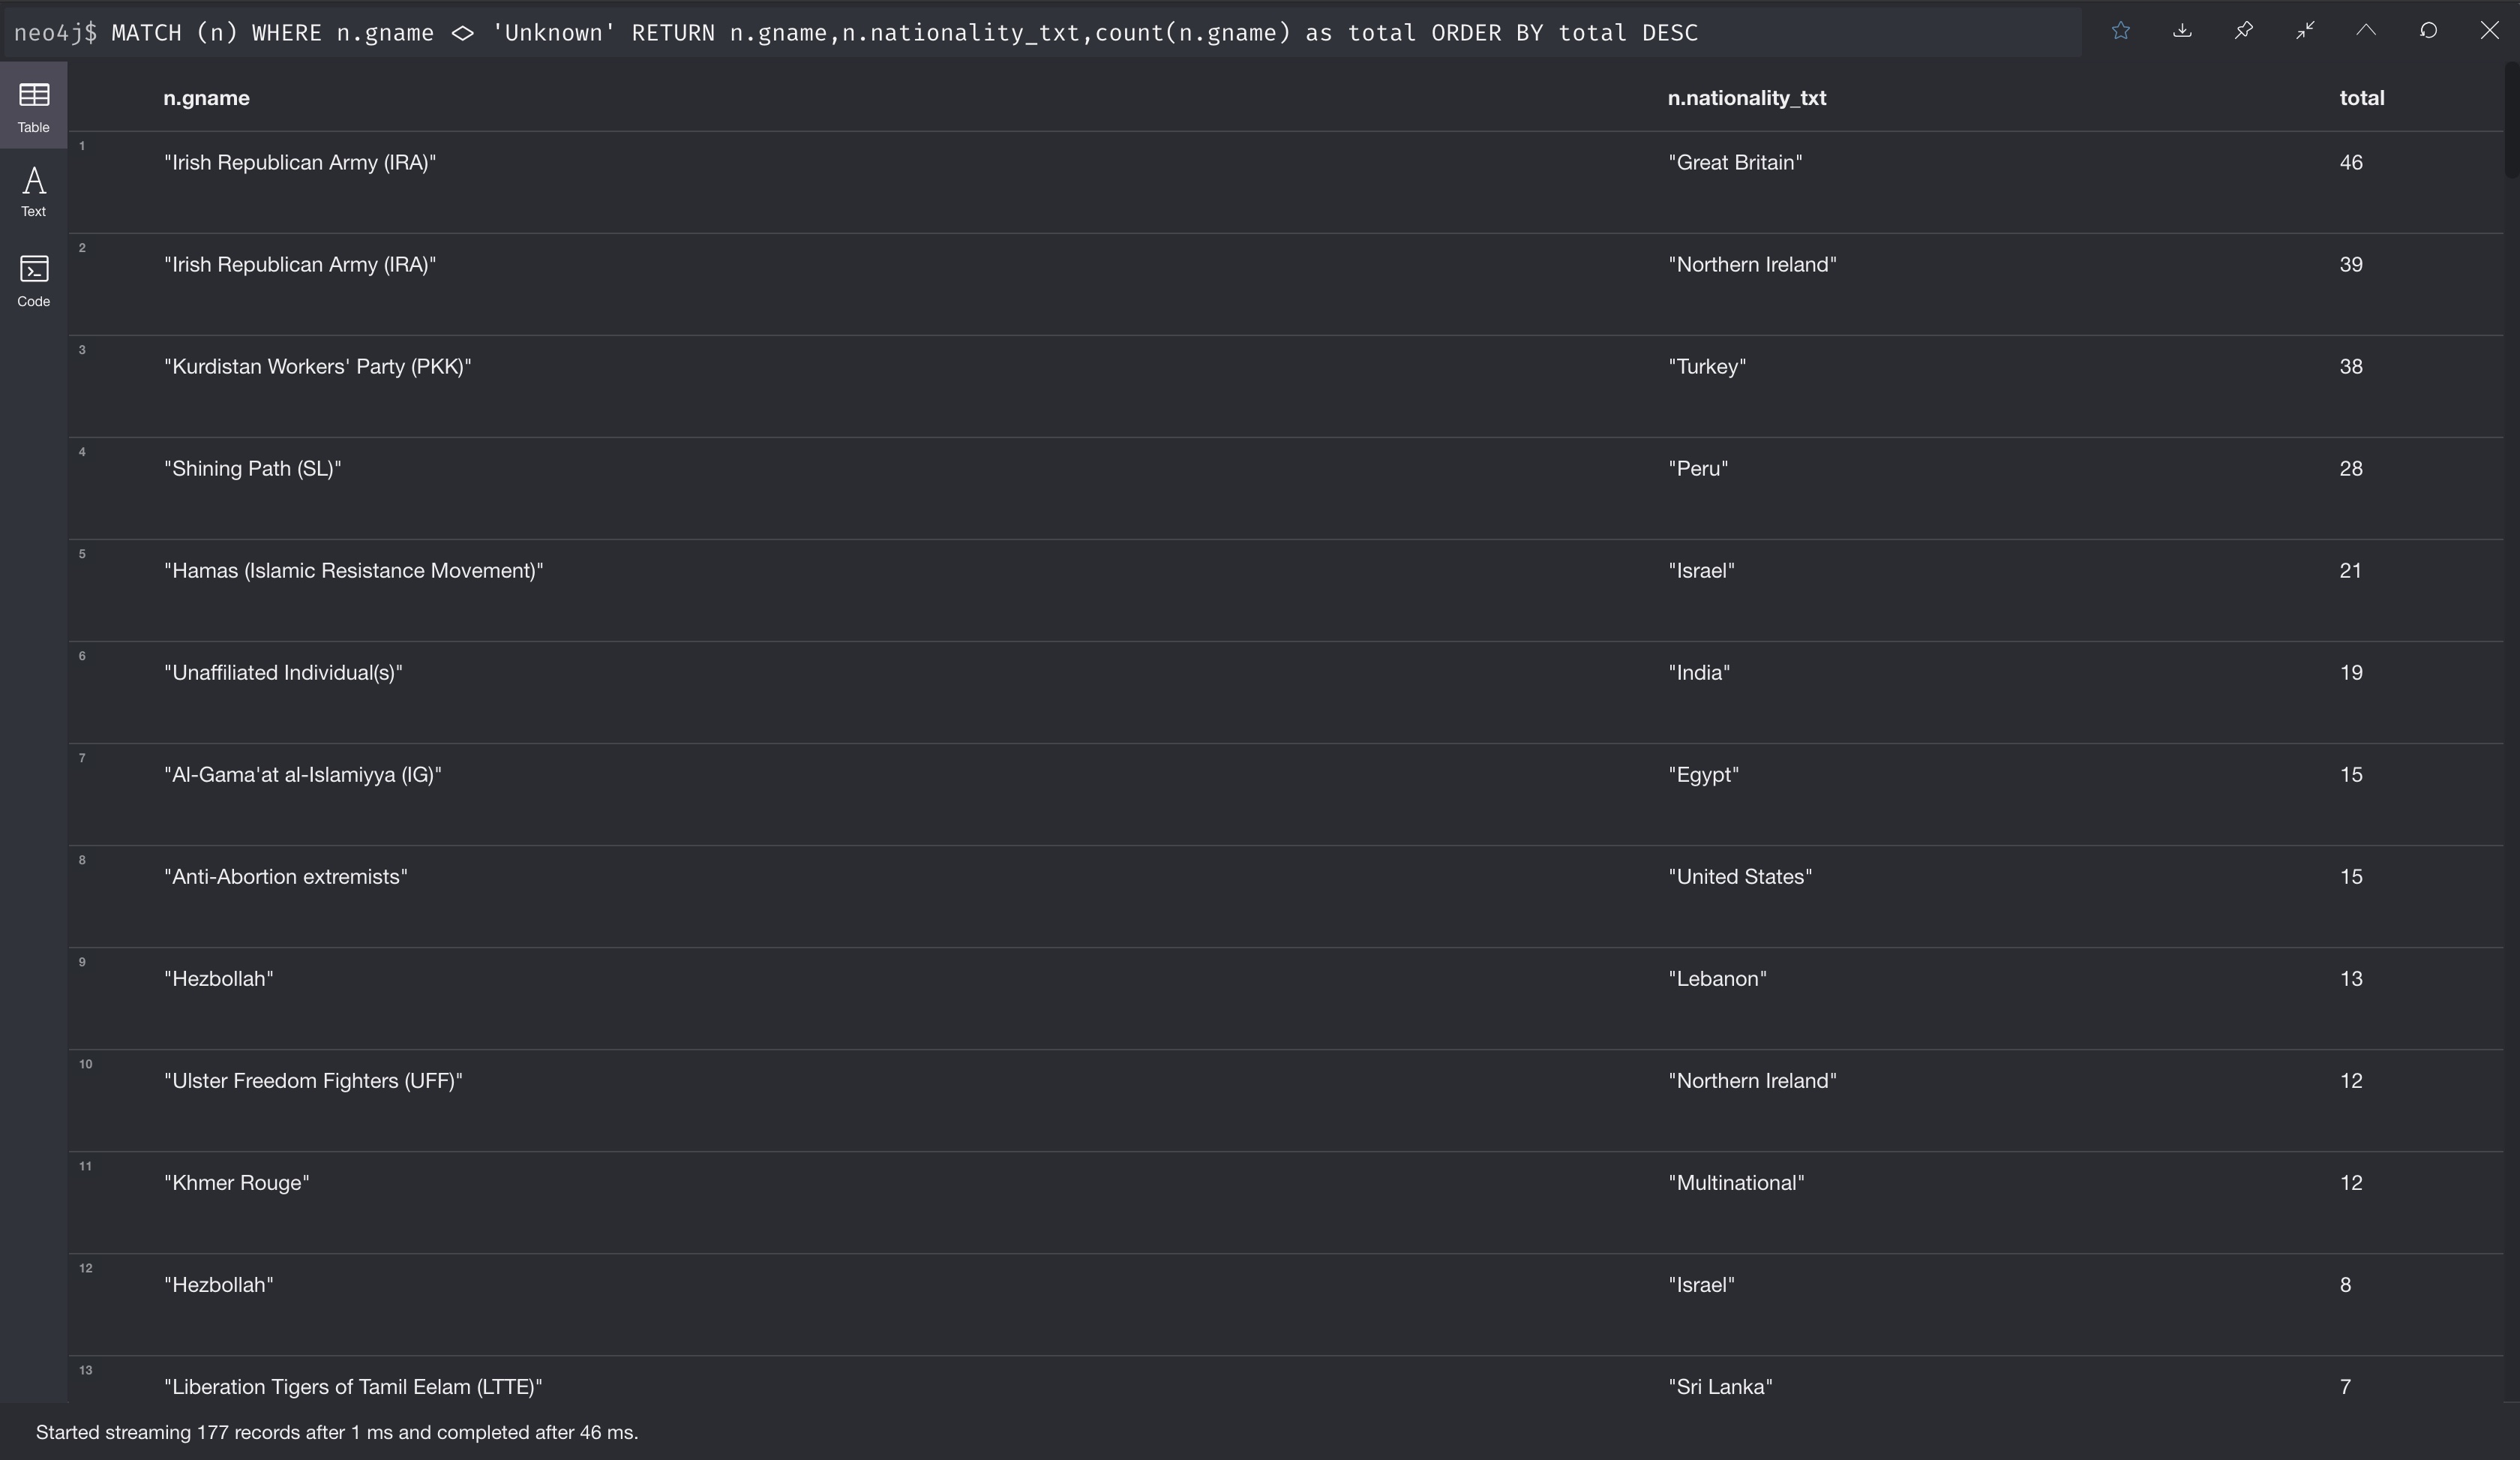 neo4j$ MATCH (n) WHERE n.gname <> 'Unknown' RETURN n.gname,n.nationality_txt,count(n.gname) as total ORDER BY total DESC
Table
Text
Code
n.gname n.nationality_txt total
1 "Irish Republican Army (IRA)" "Great Britain" 46
2 "Irish Republican Army (IRA)" "Northern Ireland" 39
3 "Kurdistan Workers' Party (PKK)" "Turkey" 38
4 "Shining Path (SL)" "Peru" 28
5 "Hamas (Islamic Resistance Movement)" "Israel" 21
6 "Unaffiliated Individual(s)" "India" 19
7 "Al-Gama'at al-Islamiyya (IG)" "Egypt" 15
8 "Anti-Abortion extremists" "United States" 15
9 "Hezbollah" "Lebanon" 13
10 "Ulster Freedom Fighters (UFF)" "Northern Ireland" 12
11 "Khmer Rouge" "Multinational" 12
12 "Hezbollah" "Israel" 8
13 "Liberation Tigers of Tamil Eelam (LTTE)" "Sri Lanka" 7
Started streaming 177 records after 1 ms and completed after 46 ms.